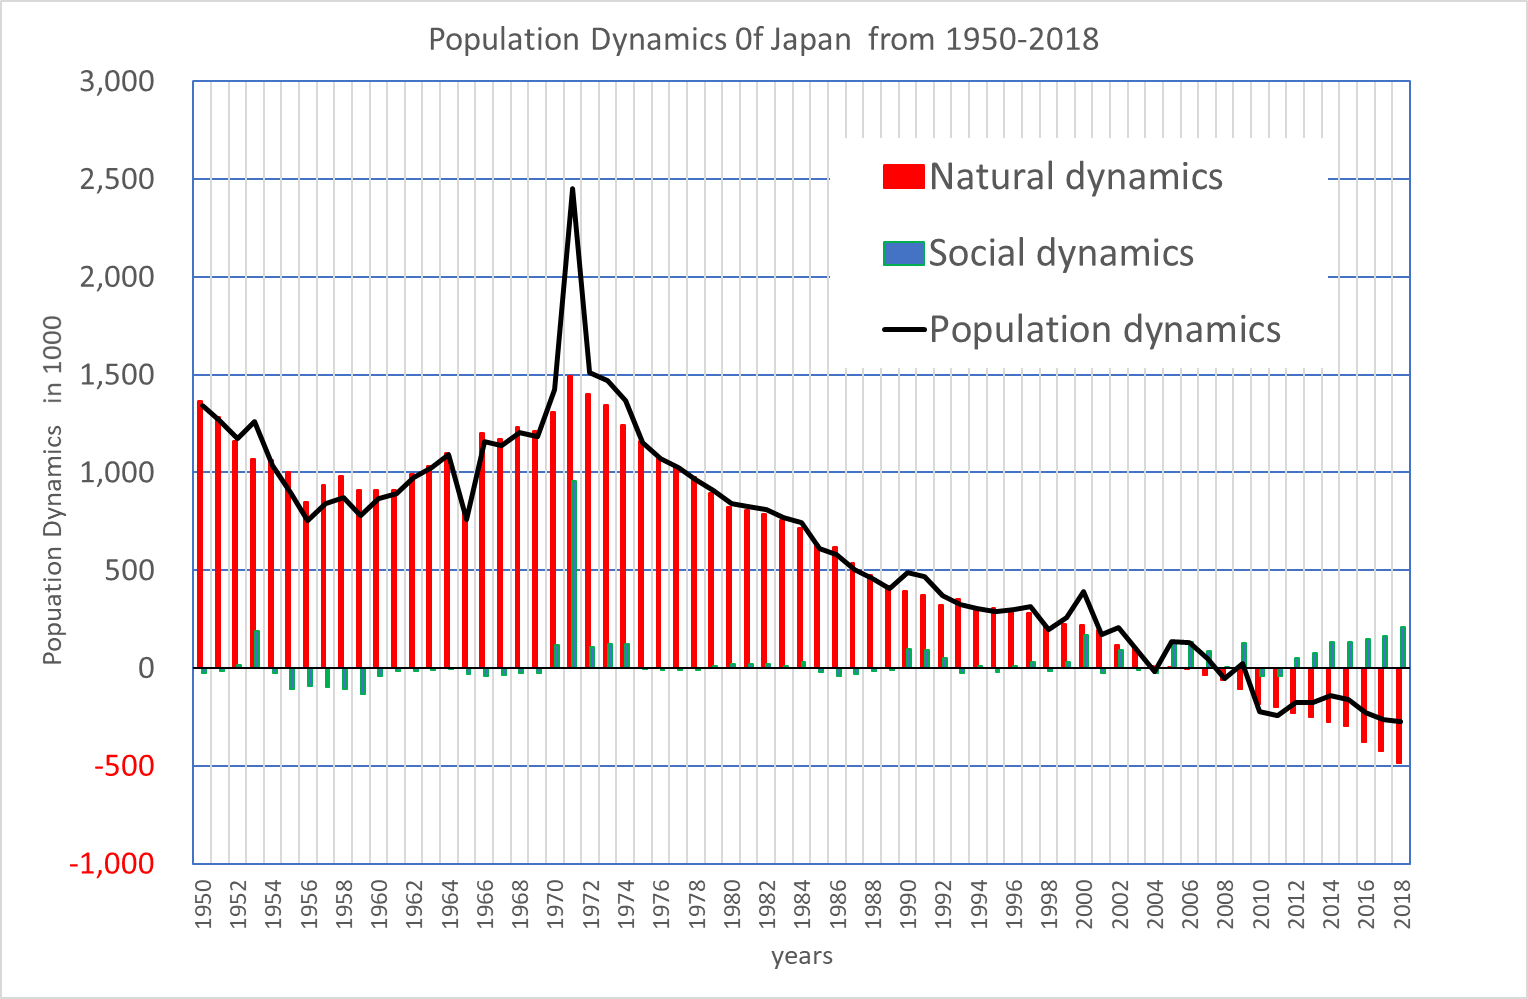 Population Dynamics 0f Japan from 1950-2018
3,000
2,500
2,000
1,500
1,000
500
0
-500
-1,000
Popuation Dynamics in 1000
Natural dynamics
Social dynamics
Population dynamics
1950 1952 1954 1956 1958 1960 1962 1964 1966 1968 1970 1972 1974 1976 1978 1980 1982 1984 1986 1988 1990 1992 1994 1996 1998 2000 2002 2004 2006 2008 2010 2012 2014 2016 2018
years